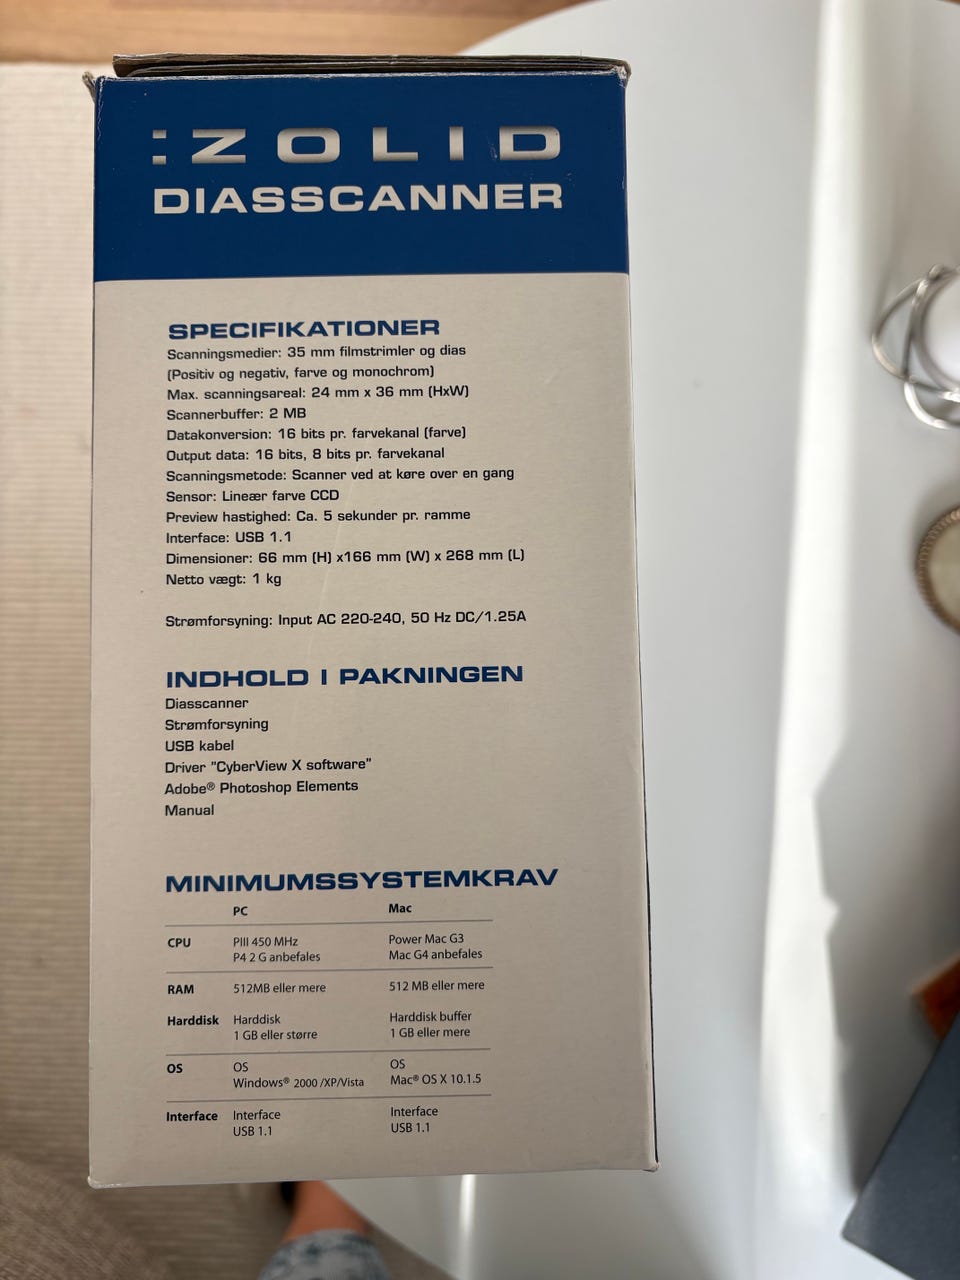 :ZOLID
DIASSCANNER
SPECIFIKATIONER
Scanningsmedier: 35 mm filmstrimler og dias
(Positiv og negativ, farve og monochrom)
Max. scanningsareal: 24 mm x 36 mm (HxW)
Scannerbuffer: 2 MB
Datakonversion: 16 bits pr. farvekanal (farve)
Output data: 16 bits, 8 bits pr. farvekanal
Scanningsmetode: Scanner ved at køre over en gang
Sensor: Lineær farve CCD
Preview hastighed: Ca. 5 sekunder pr. ramme
Interface: USB 1.1
Dimensioner: 66 mm (H) x166 mm (W) x 268 mm (L)
Netto vægt: 1 kg
Strømforsyning: Input AC 220-240, 50 Hz DC/1.25A
INDHOLD I PAKNINGEN
Diasscanner
Strømforsyning
USB kabel
Driver "CyberView X software"
Adobe® Photoshop Elements
Manual
MINIMUMSSYSTEMKRAV
PC Mac
CPU PIII 450 MHz Power Mac G3
P4 2 G anbefales Mac G4 anbefales
RAM 512MB eller mere 512 MB eller mere
Harddisk Harddisk Harddisk buffer
1 GB eller større 1 GB eller mere
OS OS OS
Windows® 2000 /XP/Vista Mac® OS X 10.1.5
Interface Interface Interface
USB 1.1 USB 1.1